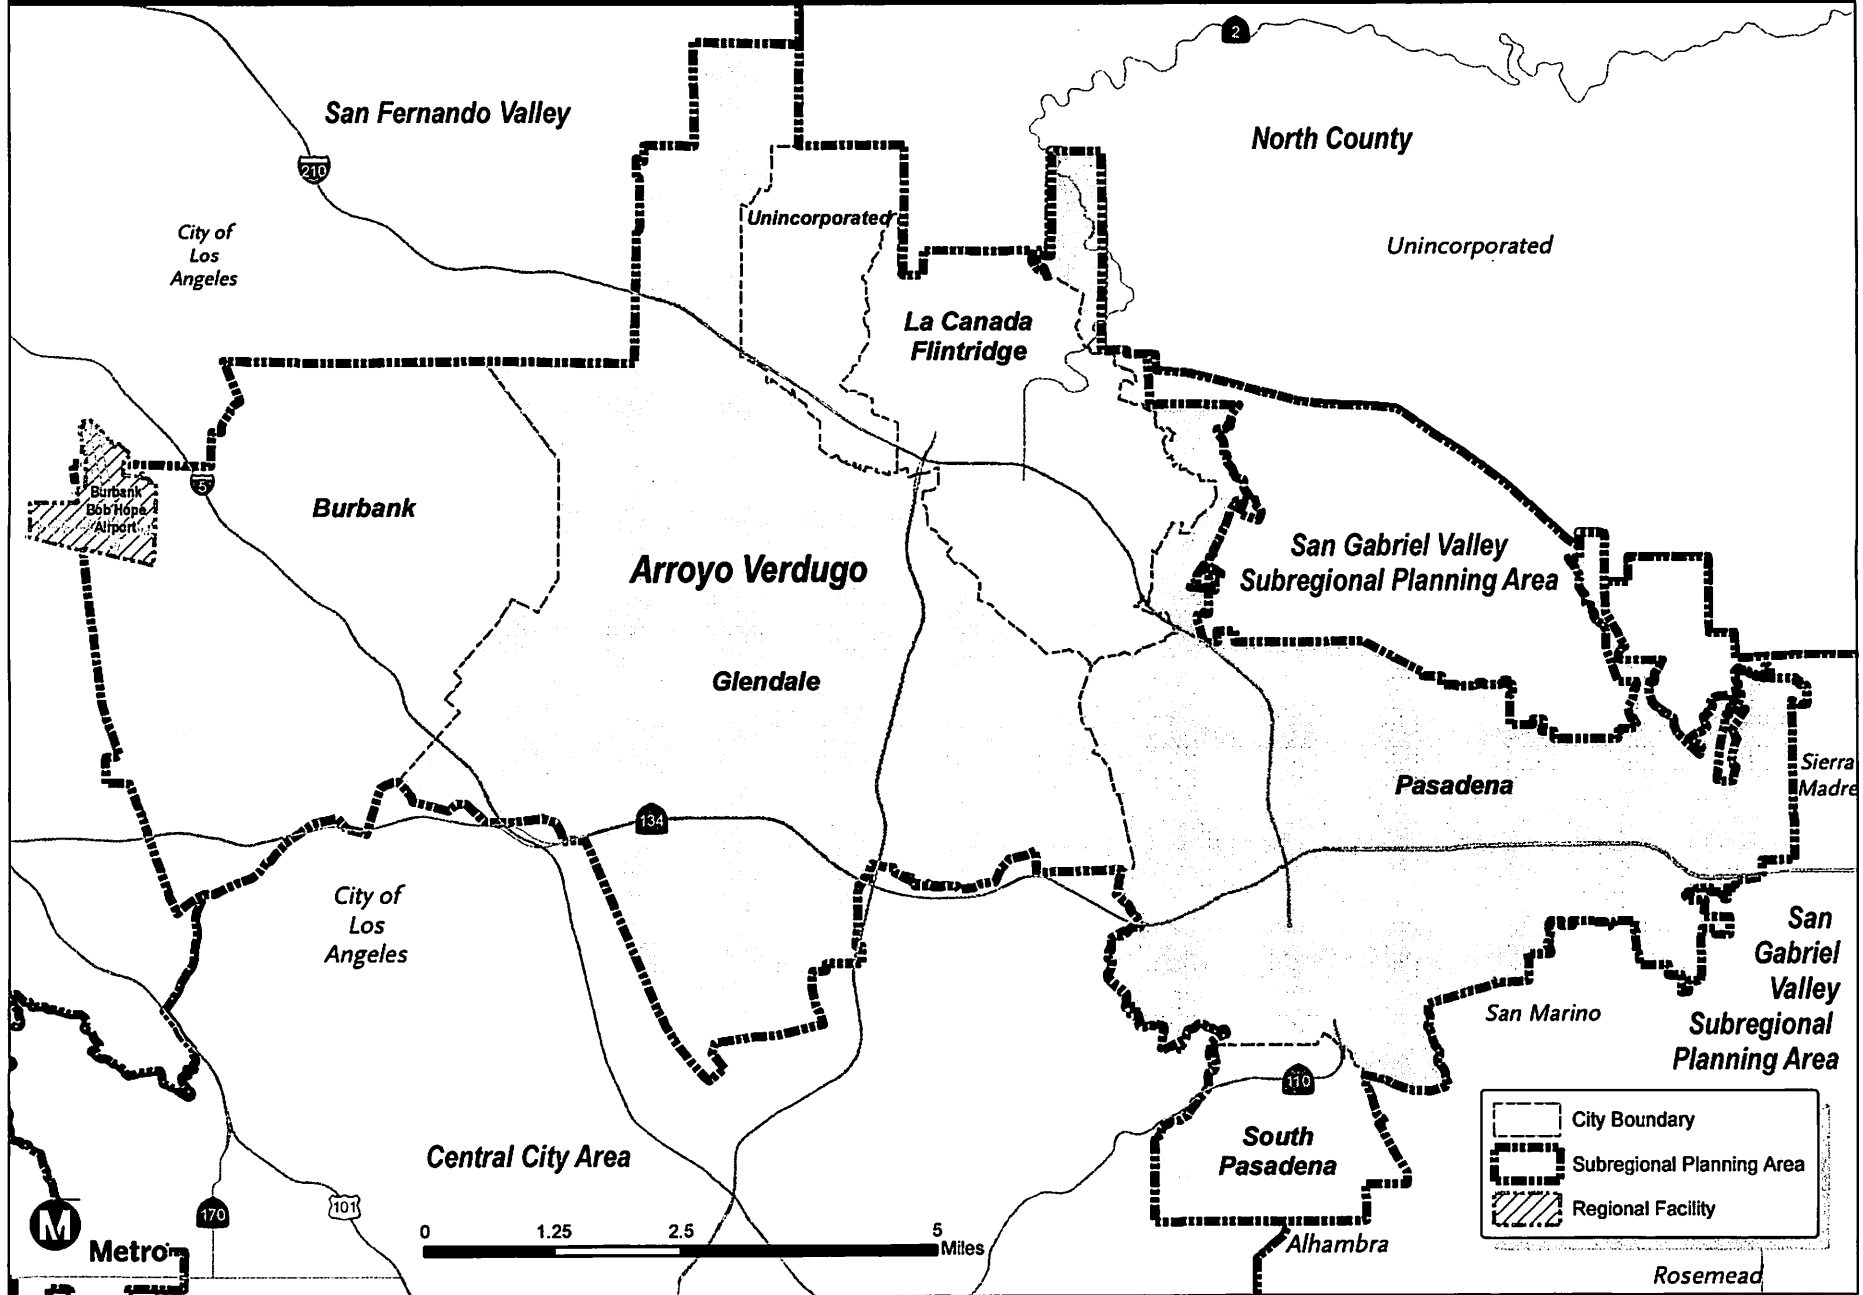 2
San Fernando Valley
North County
210
Unincorporated
City of
Los
Angeles
Unincorporated
La Canada
Flintridge
5
Burbank
Bob Hope
Airport
Burbank
San Gabriel Valley
Subregional Planning Area
Arroyo Verdugo
Glendale
Pasadena
Sierra
Madre
134
City of
Los
Angeles
San
Gabriel
Valley
Subregional
Planning Area
San Marino
110
South
Pasadena
Central City Area
City Boundary
Subregional Planning Area
Regional Facility
170
101
M
Metro
0
1.25
2.5
5
Miles
Alhambra
Rosemead